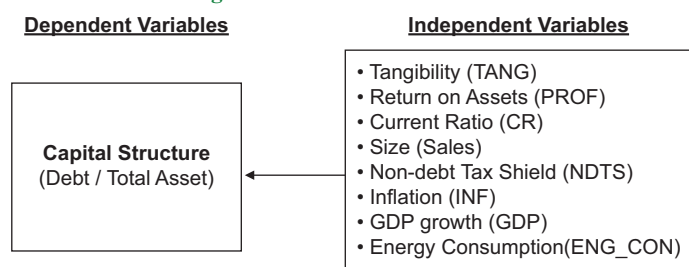 Dependent Variables
Independent Variables
Capital Structure
(Debt / Total Asset)
• Tangibility (TANG)
• Return on Assets (PROF)
• Current Ratio (CR)
• Size (Sales)
• Non-debt Tax Shield (NDTS)
• Inflation (INF)
• GDP growth (GDP)
• Energy Consumption(ENG_CON)